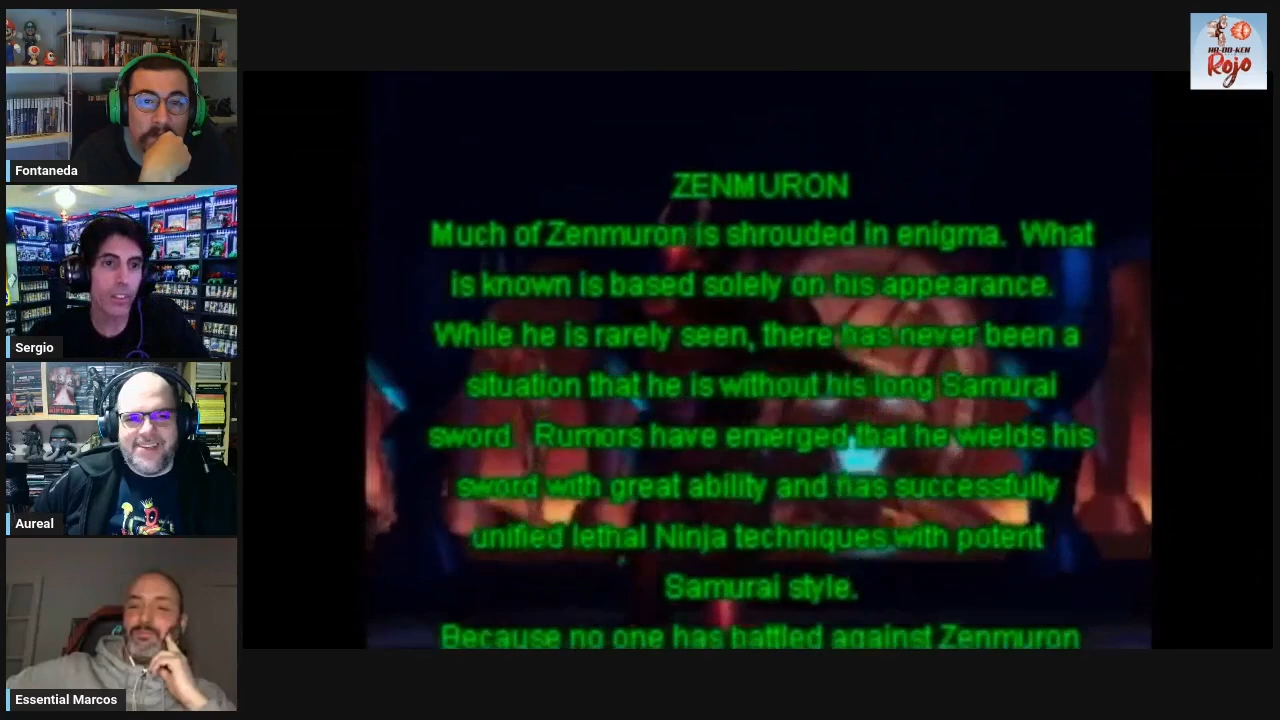 HA-DO-KEN
Rojo
Fontaneda
Sergio
Aureal
Essential Marcos
ZENMURON
Much of Zenmuron is shrouded in enigma. What
is known is based solely on his appearance.
While he is rarely seen, there has never been a
situation that he is without his long Samurai
sword. Rumors have emerged that he wields his
sword with great ability and has successfully
unified lethal Ninja techniques with potent
Samurai style.
Because no one has battled against Zenmuron